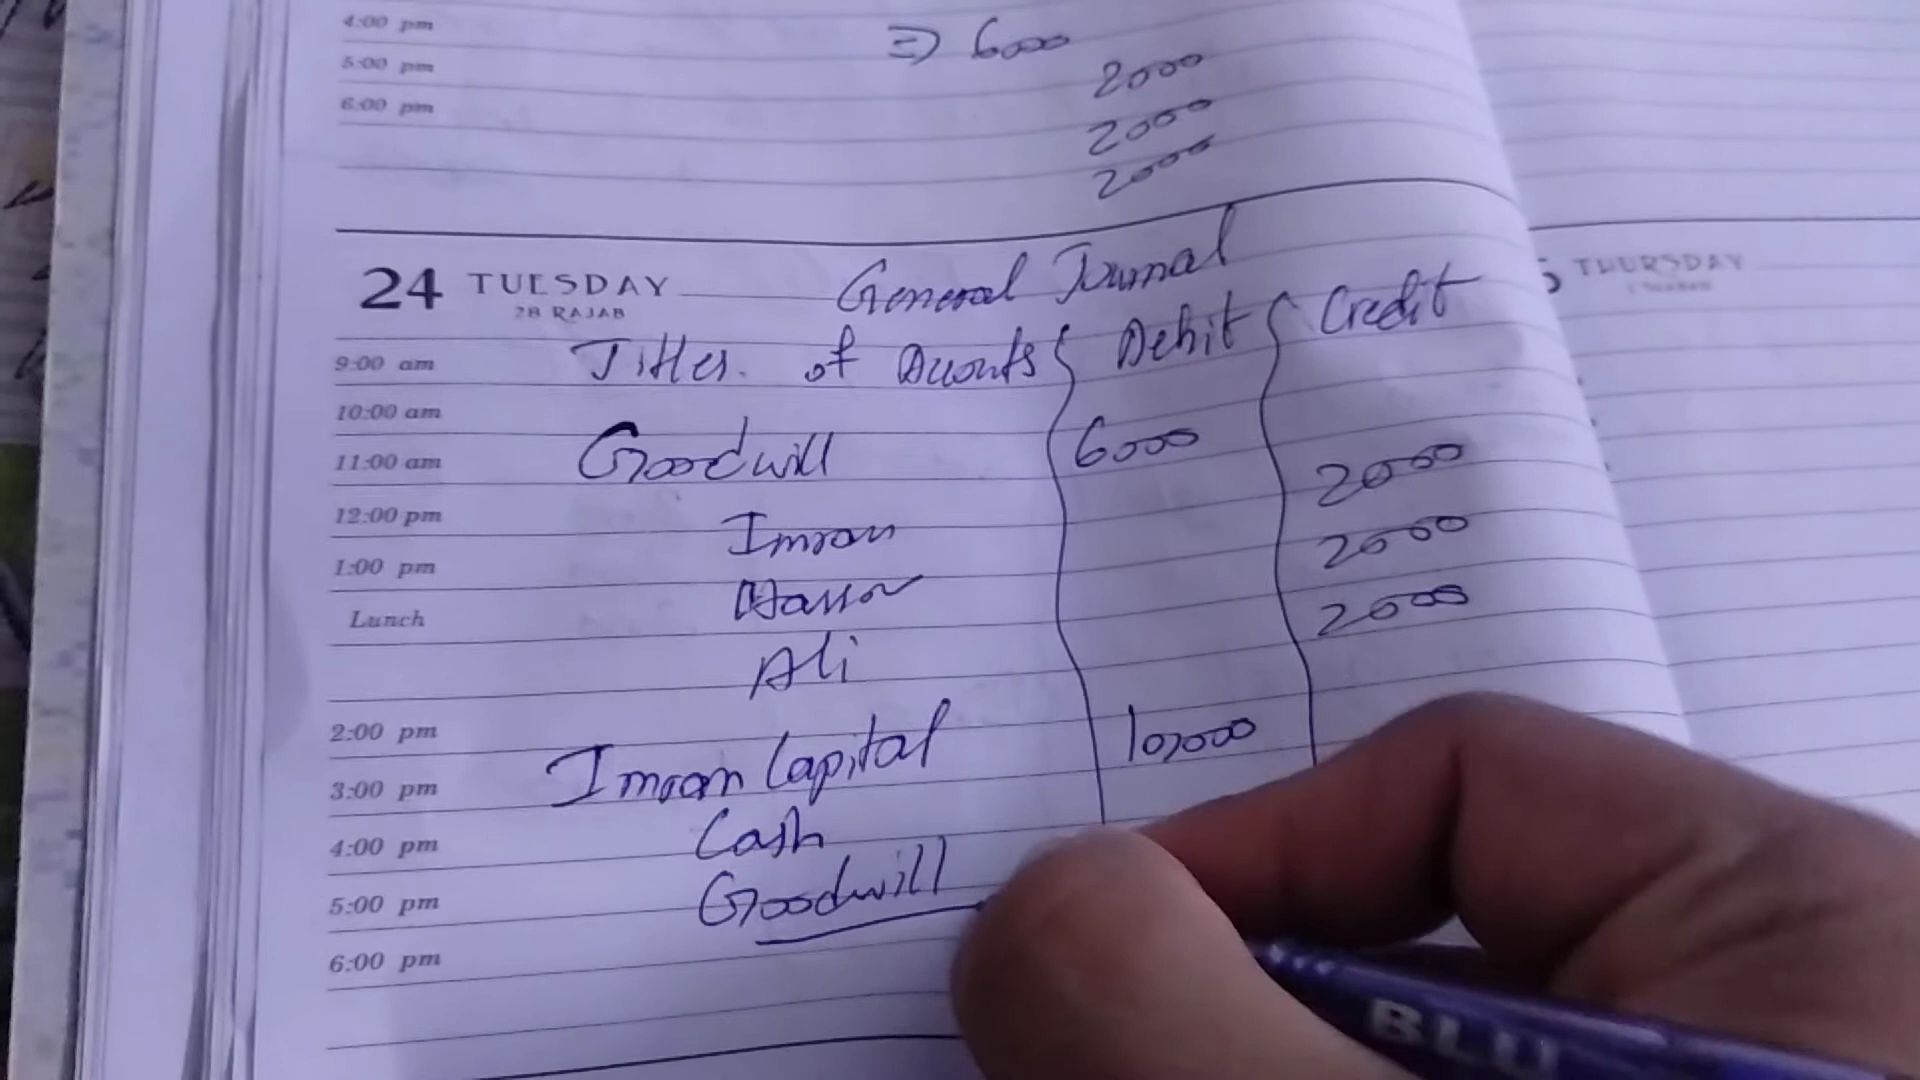 4:00 pm => 6000
5:00 pm 2000
6:00 pm 2000
2000
24 TUESDAY General Journal
28 RAJAB
THURSDAY
9:00 am Titles. of Accounts Debit Credit
10:00 am
11:00 am Goodwill 6000
2000
12:00 pm Imran 2000
1:00 pm Hassan 2000
Lunch
Ali
2:00 pm
3:00 pm Imran Capital 10,000
4:00 pm Cash
5:00 pm Goodwill
6:00 pm
BLU